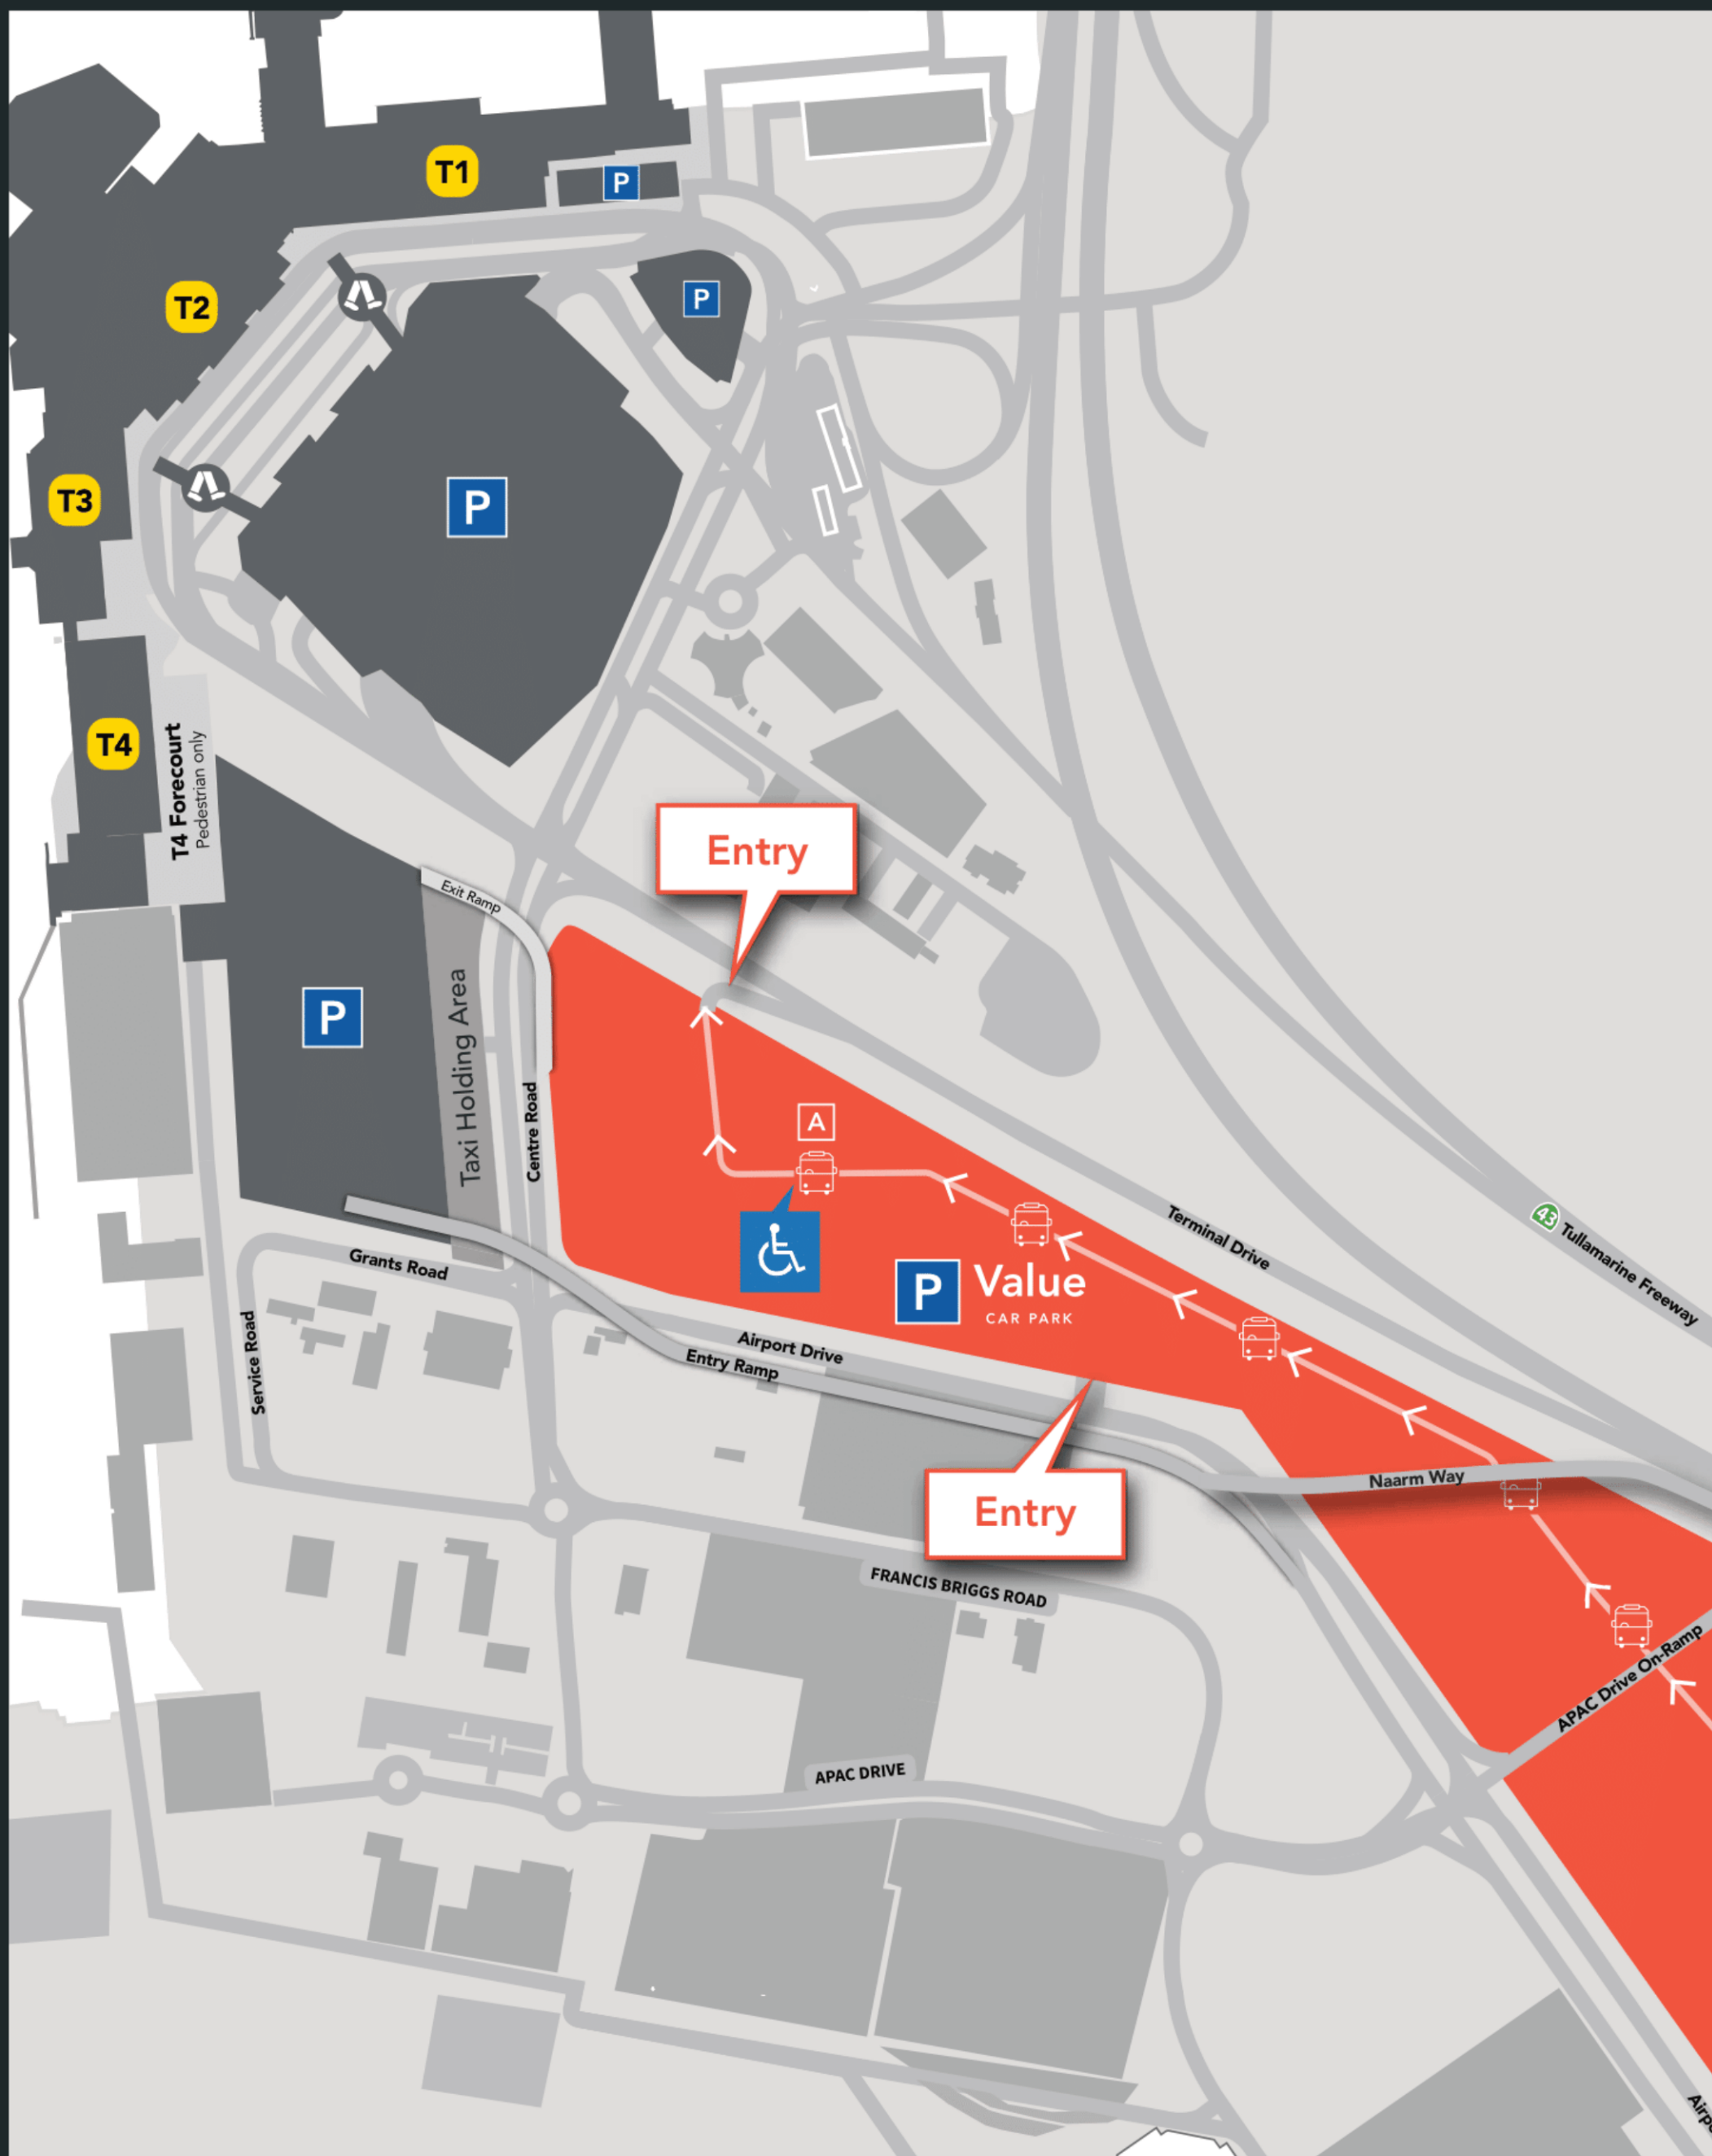 T1
P
T2
P
T3
P
T4
T4 Forecourt
Pedestrian only
Entry
Exit Ramp
P
Taxi Holding Area
Centre Road
A
Terminal Drive
43
Tullamarine Freeway
P
Value
CAR PARK
Grants Road
Service Road
Airport Drive
Entry Ramp
Naarm Way
Entry
FRANCIS BRIGGS ROAD
APAC Drive On-Ramp
APAC DRIVE
Airpo